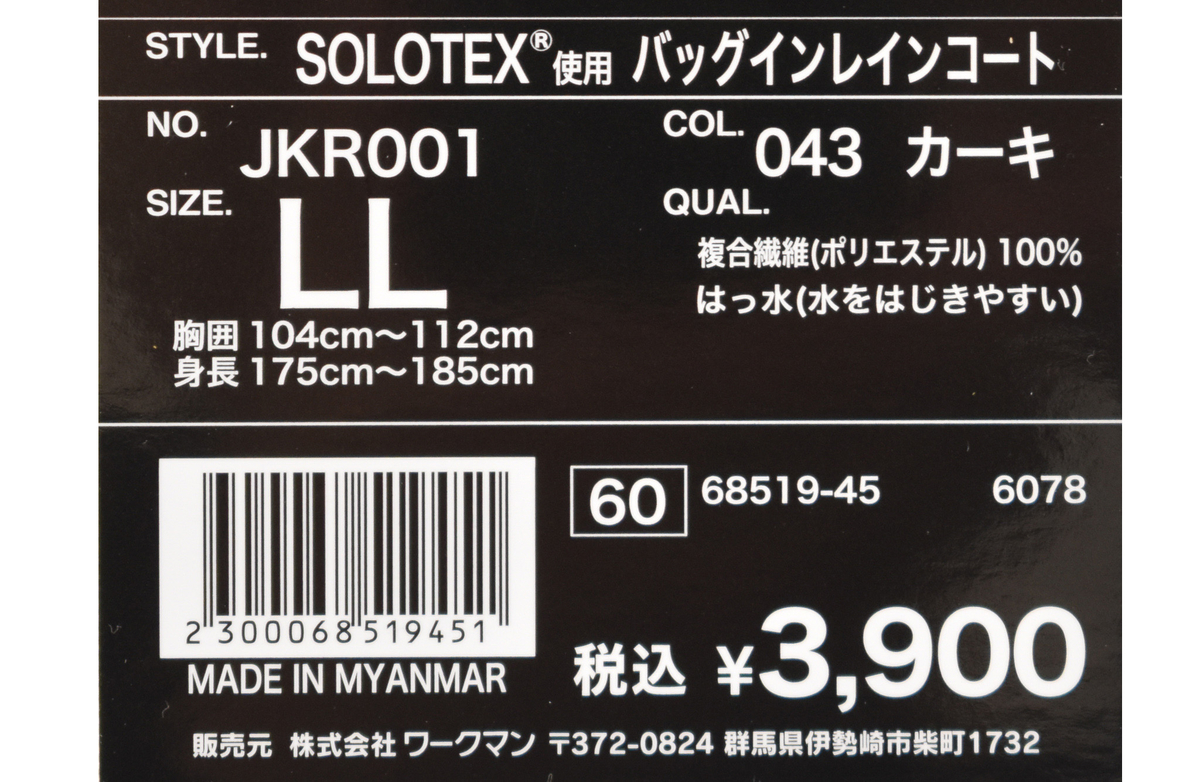 STYLE. SOLOTEX®使用 バッグインレインコート
NO. JKR001 COL. 043 カーキ
SIZE. LL QUAL.
複合繊維(ポリエステル) 100%
はっ水(水をはじきやすい)
胸囲 104cm～112cm
身長 175cm～185cm
60 68519-45 6078
2 300068 519451
MADE IN MYANMAR
税込 ¥3,900
販売元 株式会社 ワークマン 〒372-0824 群馬県伊勢崎市柴町1732